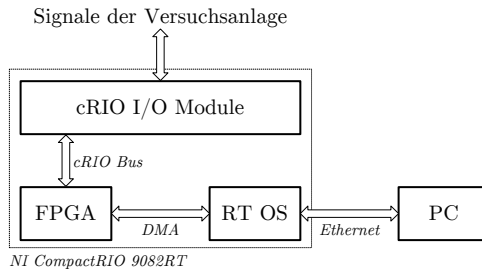 Signale der Versuchsanlage
cRIO I/O Module
cRIO Bus
FPGA
RT OS
PC
DMA
Ethernet
NI CompactRIO 9082RT